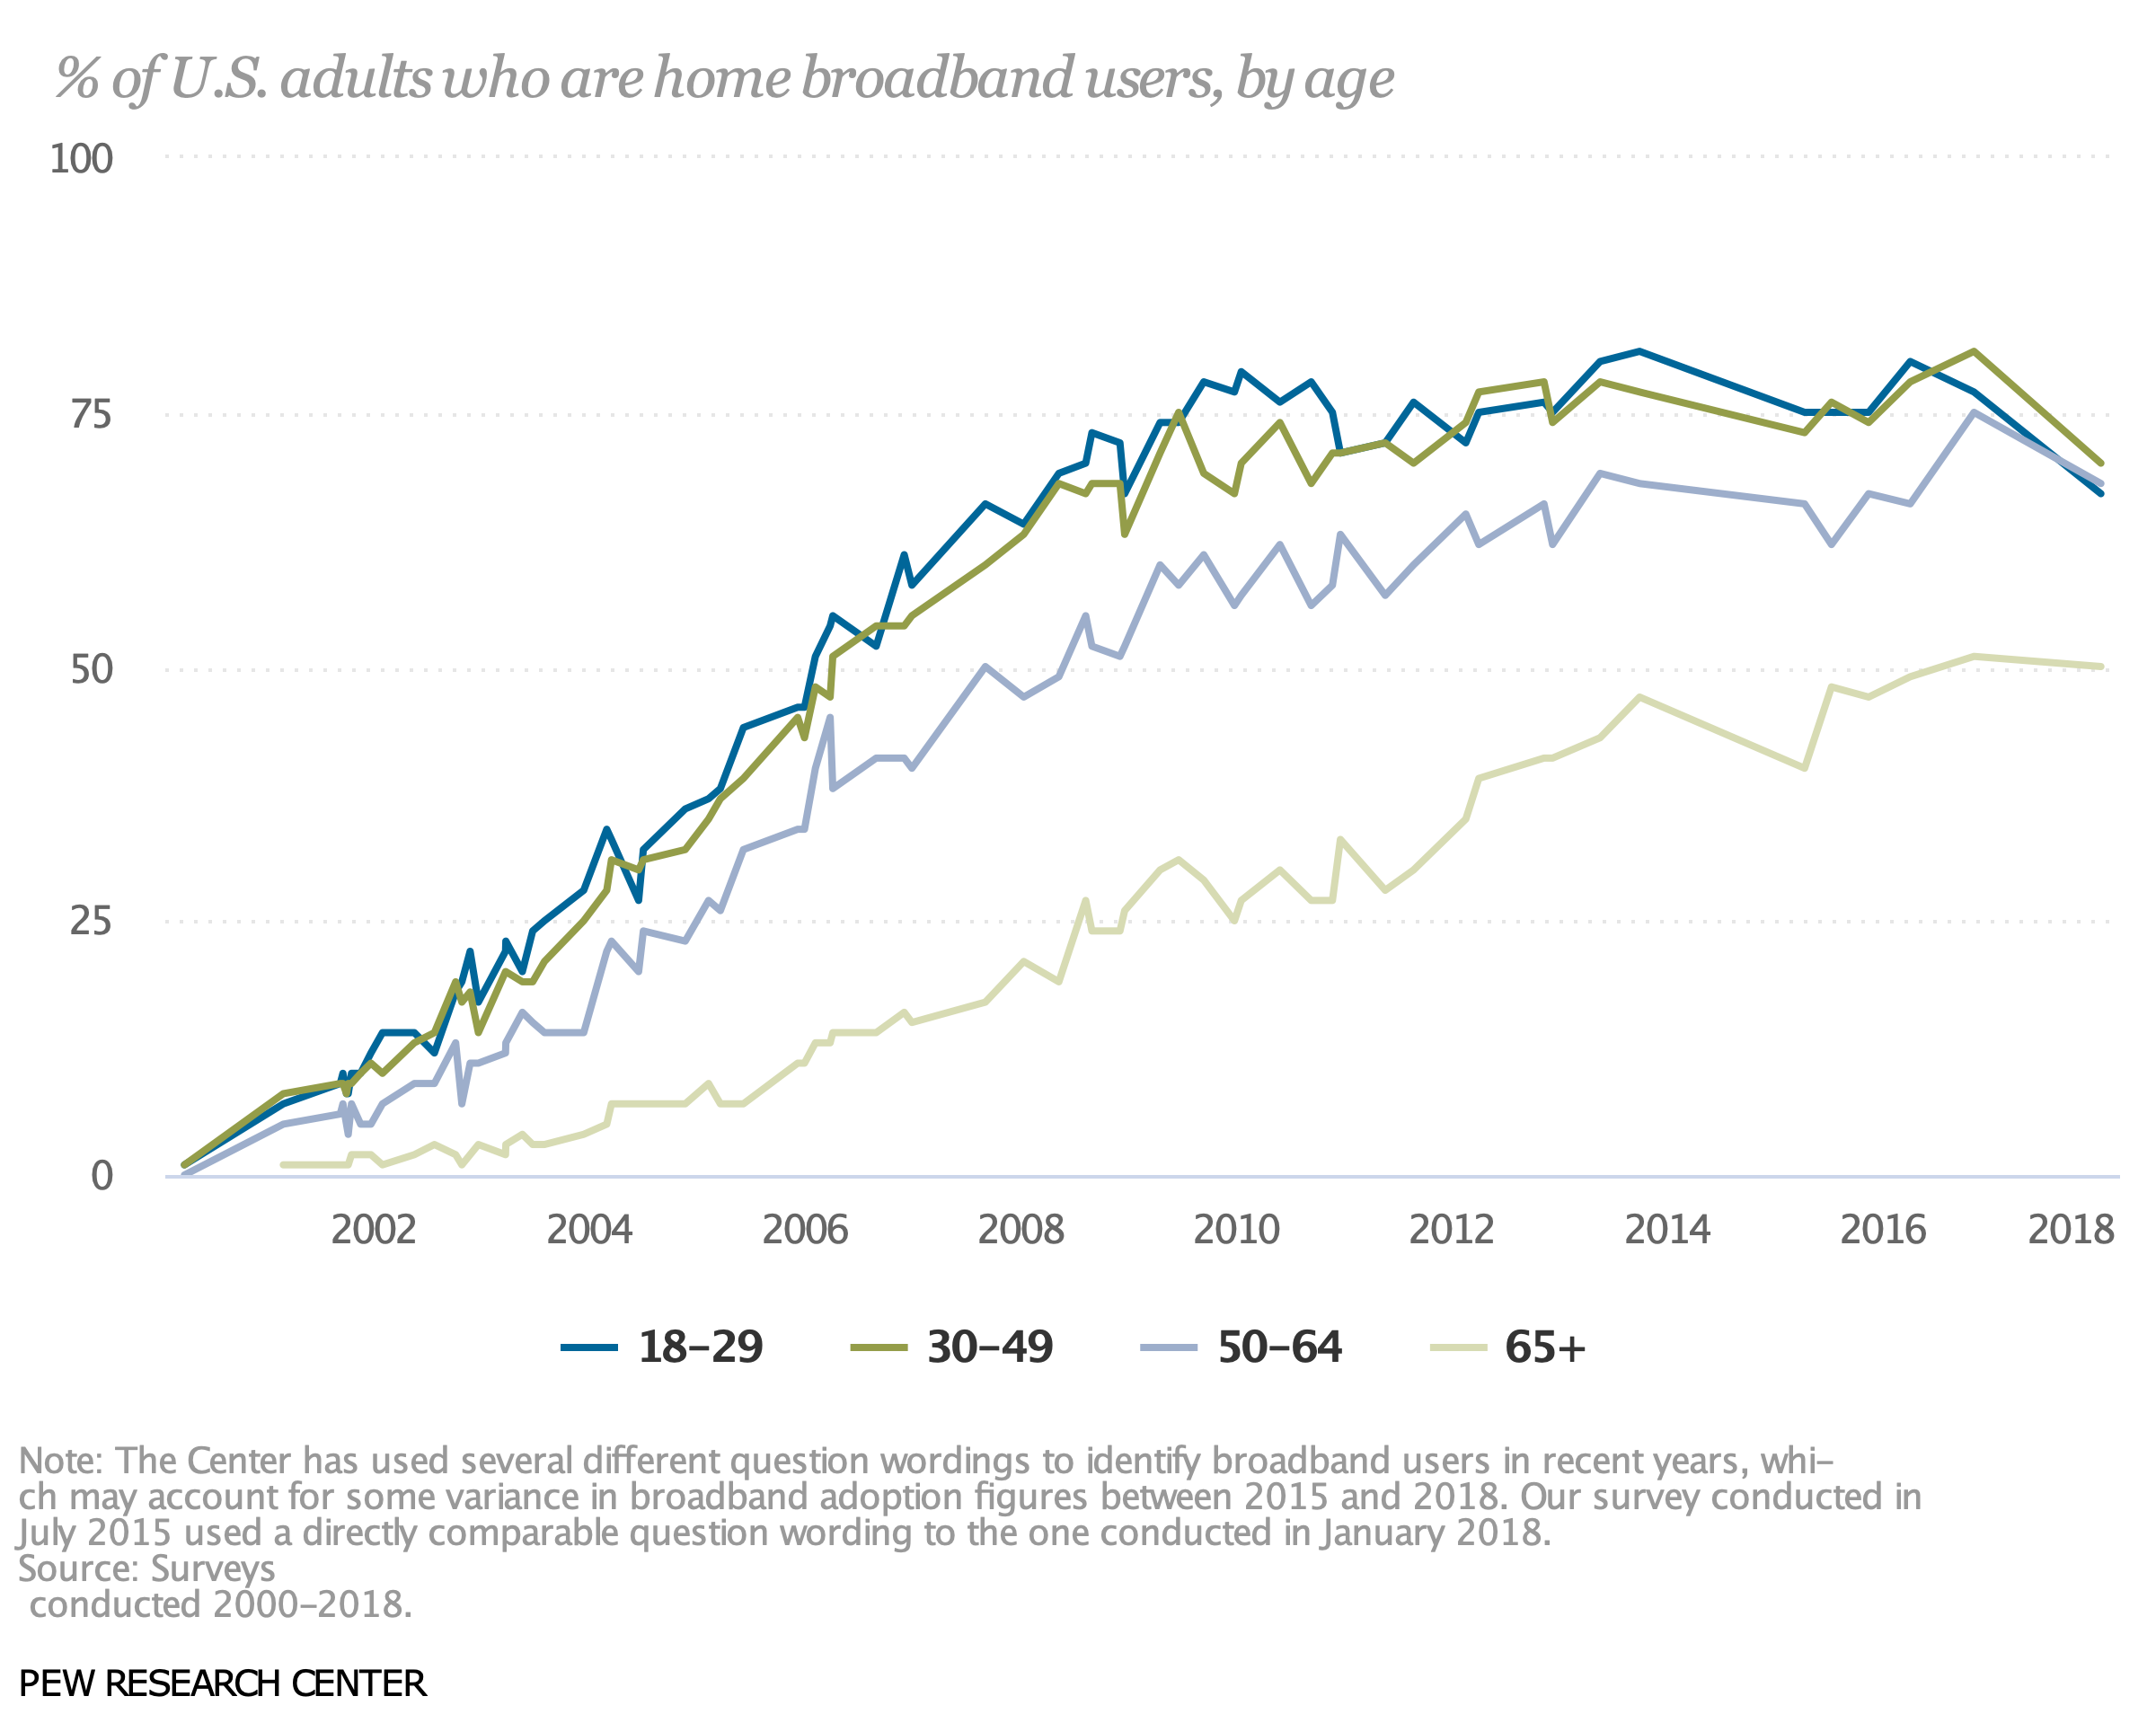 % of U.S. adults who are home broadband users, by age
100
75
50
25
0
2002 2004 2006 2008 2010 2012 2014 2016 2018
18–29 30–49 50–64 65+
Note: The Center has used several different question wordings to identify broadband users in recent years, whi–
ch may account for some variance in broadband adoption figures between 2015 and 2018. Our survey conducted in
July 2015 used a directly comparable question wording to the one conducted in January 2018.
Source: Surveys
conducted 2000–2018.
PEW RESEARCH CENTER